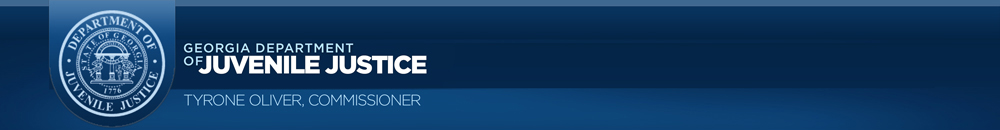 DEPARTMENT OF
STATE OF GEORGIA
1776
JUVENILE JUSTICE
GEORGIA DEPARTMENT
OF JUVENILE JUSTICE
TYRONE OLIVER, COMMISSIONER